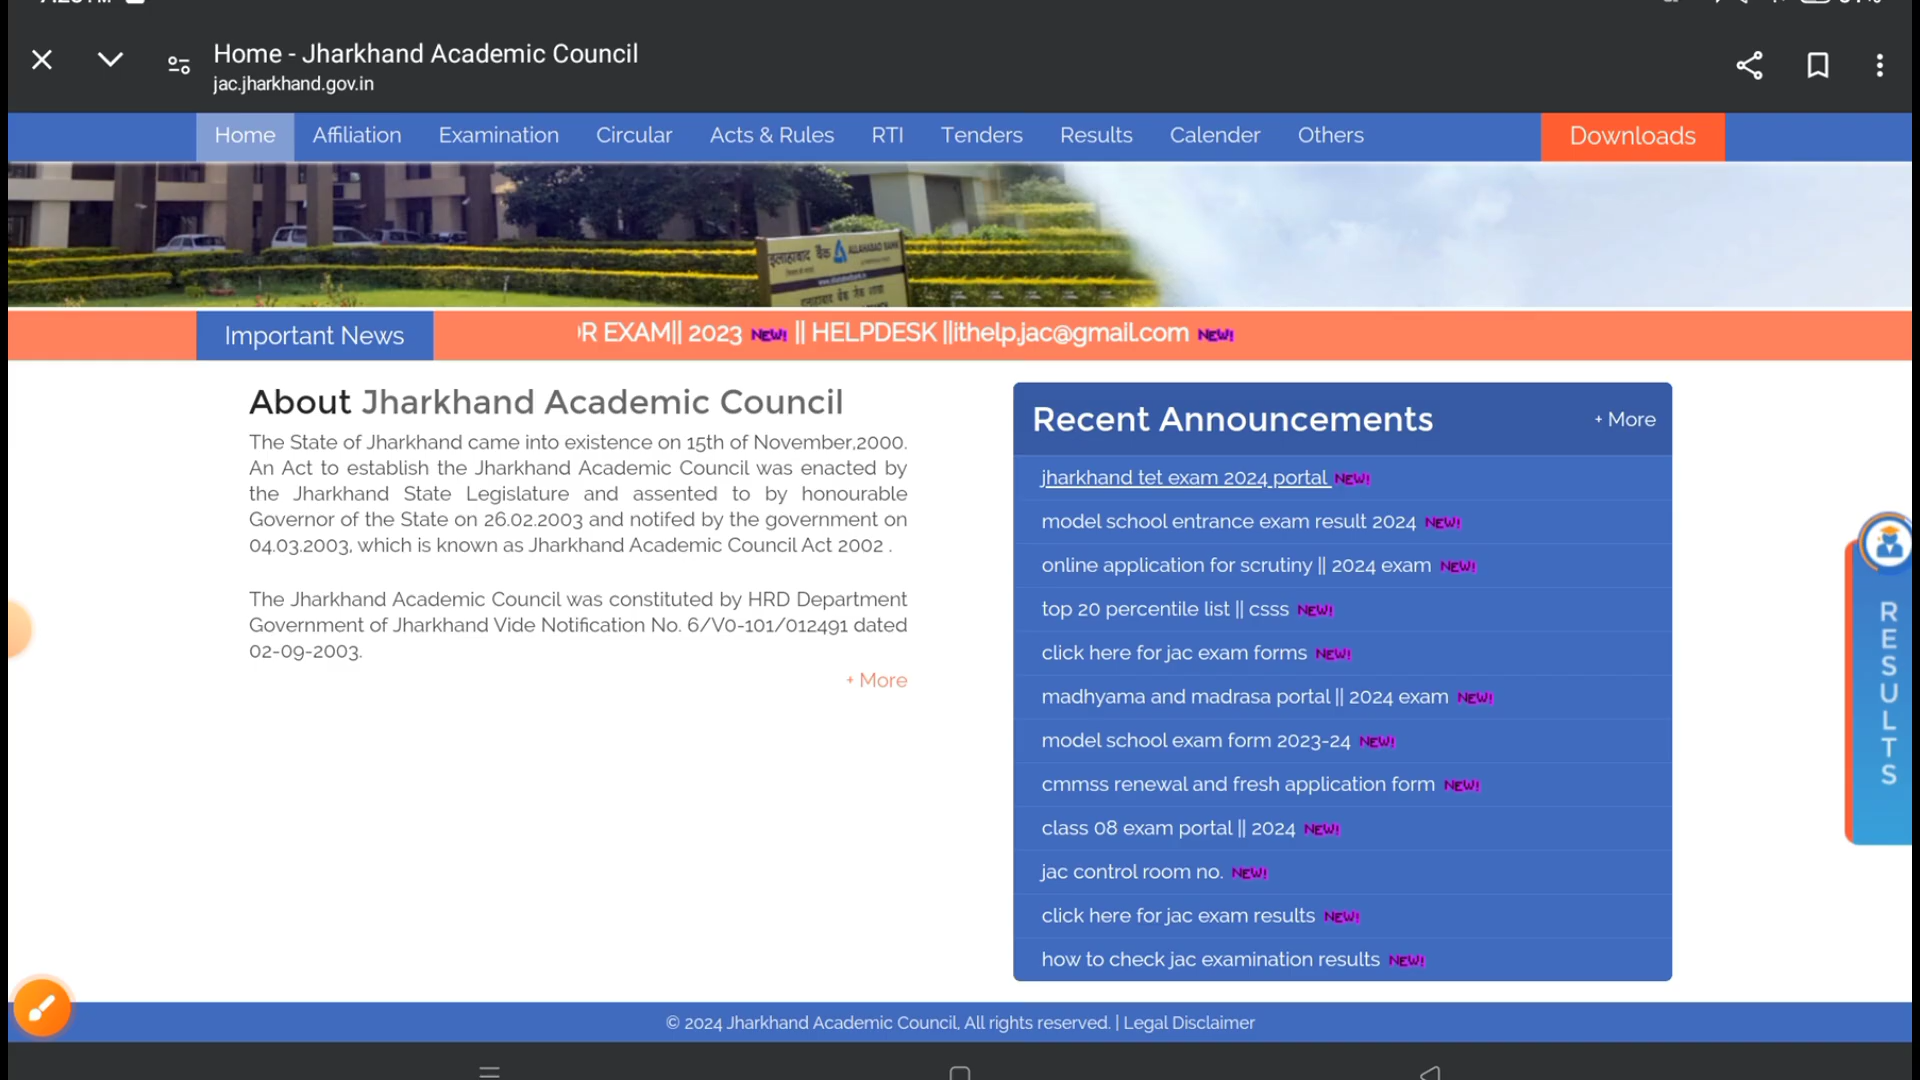 Home - Jharkhand Academic Council
jac.jharkhand.gov.in
Home Affiliation Examination Circular Acts & Rules RTI Tenders Results Calender Others Downloads
इलाहाबाद बैंक ALLAHABAD BANK
Important News
R EXAM|| 2023 NEW! || HELPDESK ||ithelp.jac@gmail.com NEW!
About Jharkhand Academic Council
The State of Jharkhand came into existence on 15th of November,2000.
An Act to establish the Jharkhand Academic Council was enacted by
the Jharkhand State Legislature and assented to by honourable
Governor of the State on 26.02.2003 and notifed by the government on
04.03.2003, which is known as Jharkhand Academic Council Act 2002 .
The Jharkhand Academic Council was constituted by HRD Department
Government of Jharkhand Vide Notification No. 6/V0-101/012491 dated
02-09-2003.
+ More
Recent Announcements + More
jharkhand tet exam 2024 portal NEW!
model school entrance exam result 2024 NEW!
online application for scrutiny || 2024 exam NEW!
top 20 percentile list || csss NEW!
click here for jac exam forms NEW!
madhyama and madrasa portal || 2024 exam NEW!
model school exam form 2023-24 NEW!
cmmss renewal and fresh application form NEW!
class 08 exam portal || 2024 NEW!
jac control room no. NEW!
click here for jac exam results NEW!
how to check jac examination results NEW!
RESULTS
© 2024 Jharkhand Academic Council, All rights reserved. | Legal Disclaimer